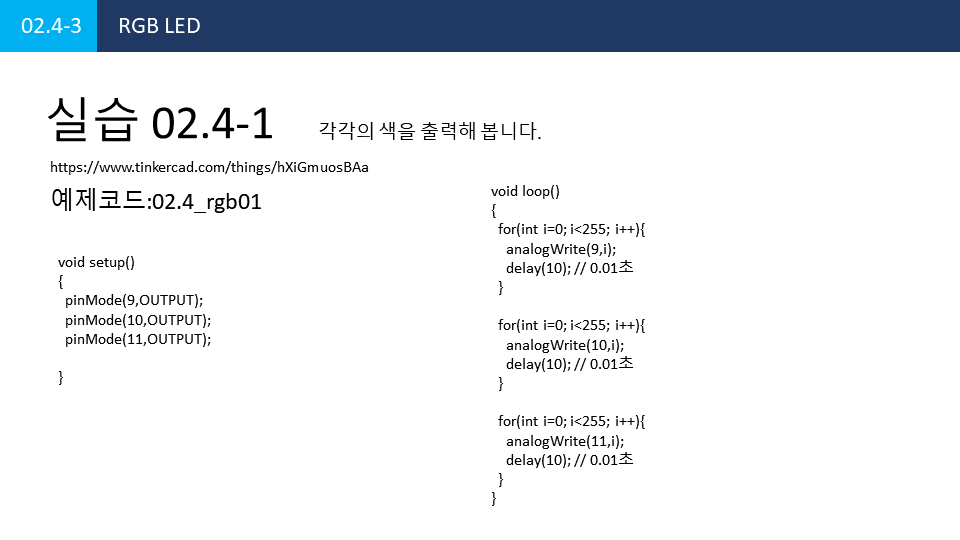 02.4-3
RGB LED
실습 02.4-1
각각의 색을 출력해 봅니다.
https://www.tinkercad.com/things/hXiGmuosBAa
예제코드:02.4_rgb01
void setup()
{
pinMode(9,OUTPUT);
pinMode(10,OUTPUT);
pinMode(11,OUTPUT);
}
void loop()
{
for(int i=0; i<255; i++){
analogWrite(9,i);
delay(10); // 0.01초
}
for(int i=0; i<255; i++){
analogWrite(10,i);
delay(10); // 0.01초
}
for(int i=0; i<255; i++){
analogWrite(11,i);
delay(10); // 0.01초
}
}